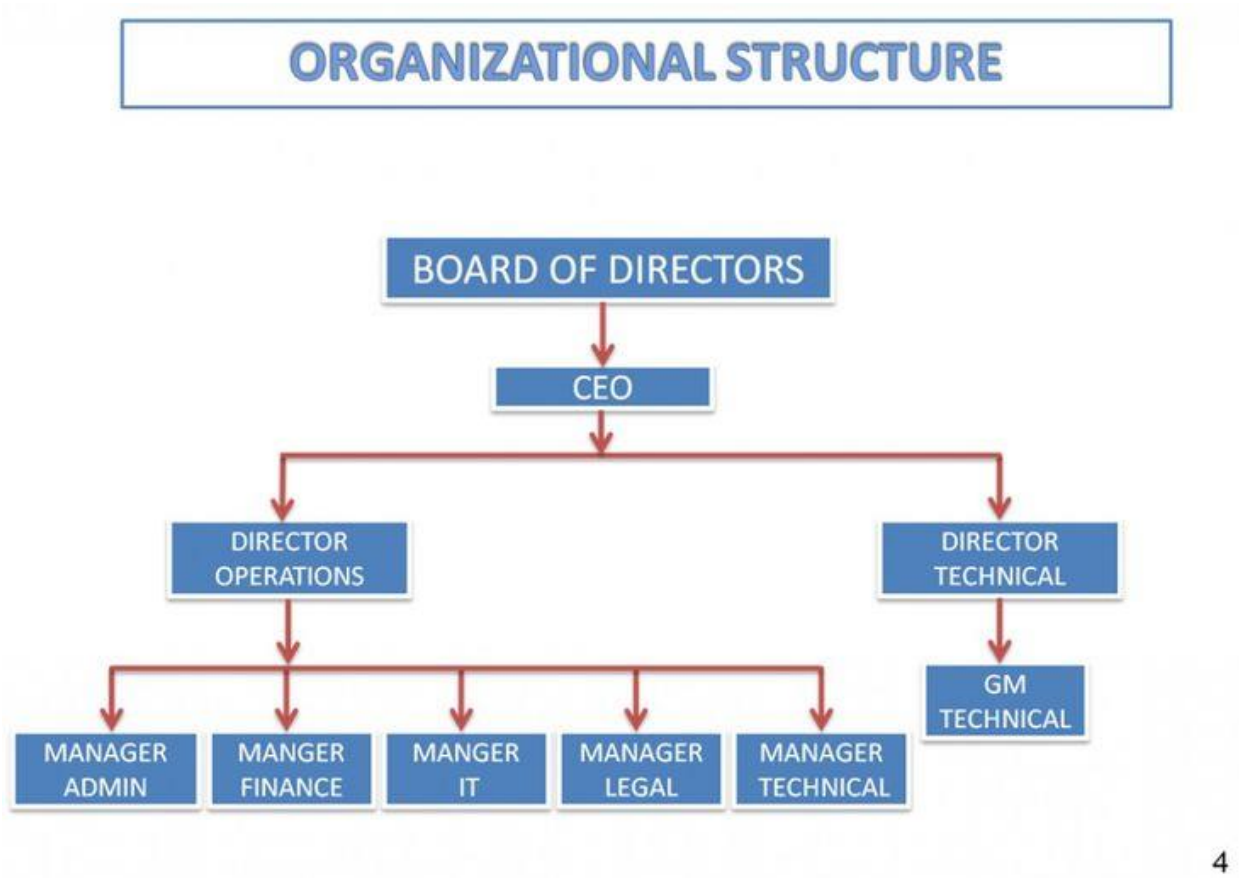 ORGANIZATIONAL STRUCTURE
BOARD OF DIRECTORS
CEO
DIRECTOR
OPERATIONS
DIRECTOR
TECHNICAL
GM
TECHNICAL
MANAGER
ADMIN
MANGER
FINANCE
MANGER
IT
MANAGER
LEGAL
MANAGER
TECHNICAL
4